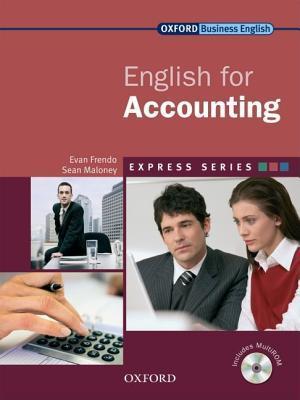 OXFORD Business English
English for
Accounting
Evan Frendo
Sean Maloney
EXPRESS SERIES
Includes MultiROM
OXFORD